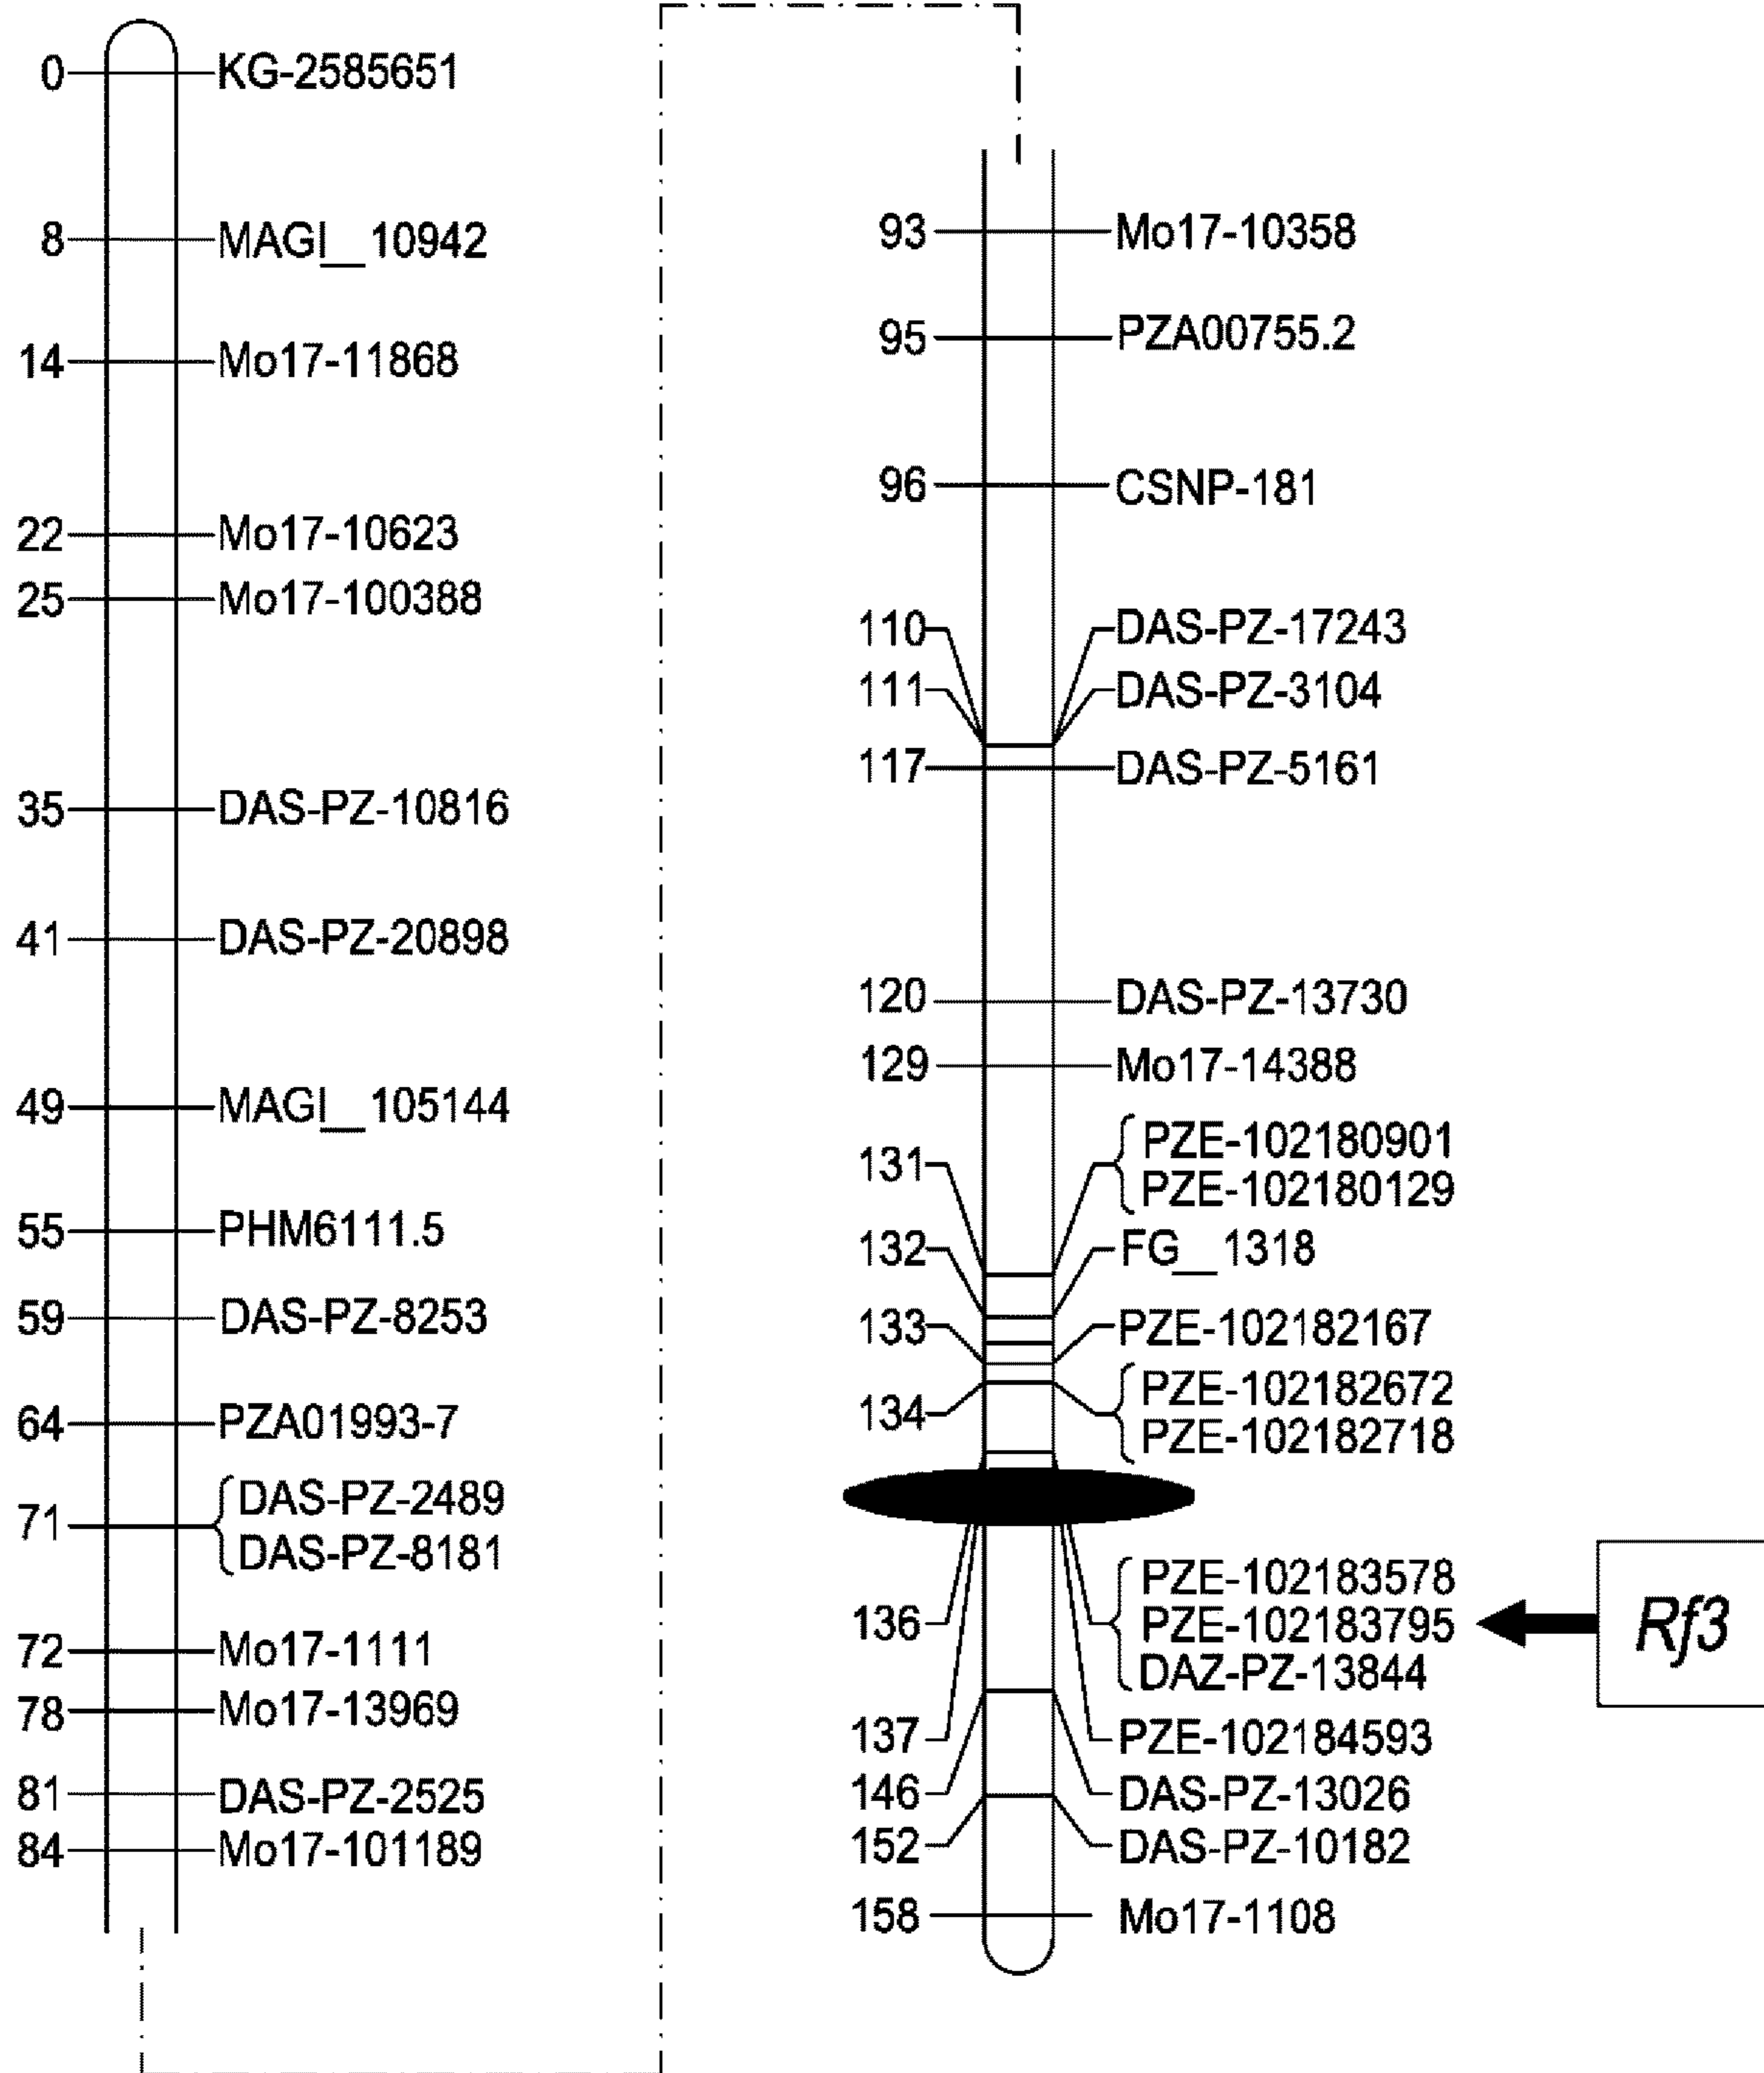 0 KG-2585651
8 MAGI__10942
14 Mo17-11868
22 Mo17-10623
25 Mo17-100388
35 DAS-PZ-10816
41 DAS-PZ-20898
49 MAGI__105144
55 PHM6111.5
59 DAS-PZ-8253
64 PZA01993-7
71 DAS-PZ-2489
DAS-PZ-8181
72 Mo17-1111
78 Mo17-13969
81 DAS-PZ-2525
84 Mo17-101189
93 Mo17-10358
95 PZA00755.2
96 CSNP-181
110 DAS-PZ-17243
111 DAS-PZ-3104
117 DAS-PZ-5161
120 DAS-PZ-13730
129 Mo17-14388
131 PZE-102180901
PZE-102180129
132 FG__1318
133 PZE-102182167
134 PZE-102182672
PZE-102182718
136 PZE-102183578
PZE-102183795
DAZ-PZ-13844
Rf3
137 PZE-102184593
146 DAS-PZ-13026
152 DAS-PZ-10182
158 Mo17-1108